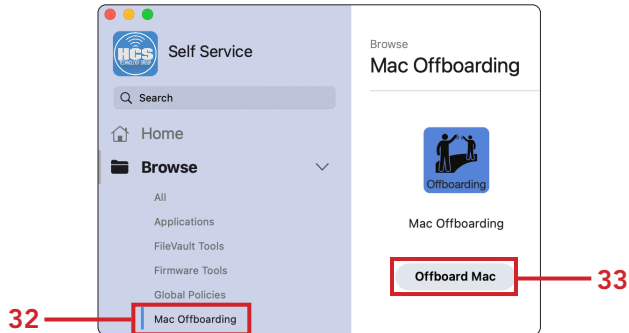 HCS
TECHNOLOGY GROUP
Self Service
Search
Home
Browse
All
Applications
FileVault Tools
Firmware Tools
Global Policies
32
Mac Offboarding
Browse
Mac Offboarding
Offboarding
Mac Offboarding
Offboard Mac
33